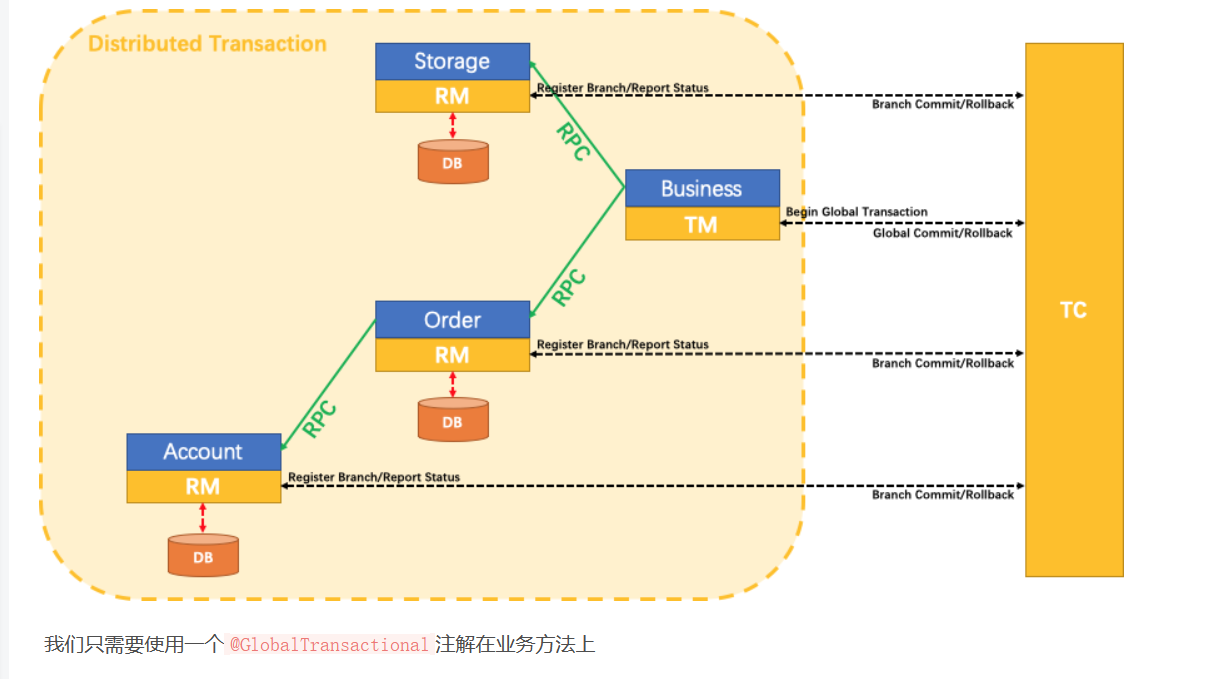 Distributed Transaction
Storage
RM
DB
Register Branch/Report Status
Branch Commit/Rollback
RPC
Business
TM
Begin Global Transaction
Global Commit/Rollback
TC
RPC
Order
RM
DB
Register Branch/Report Status
Branch Commit/Rollback
RPC
Account
RM
DB
Register Branch/Report Status
Branch Commit/Rollback
我们只需要使用一个 @GlobalTransactional 注解在业务方法上